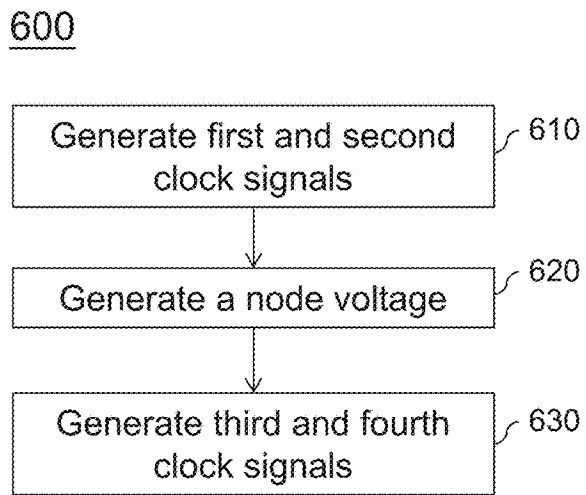 600
Generate first and second
clock signals
610
Generate a node voltage
620
Generate third and fourth
clock signals
630